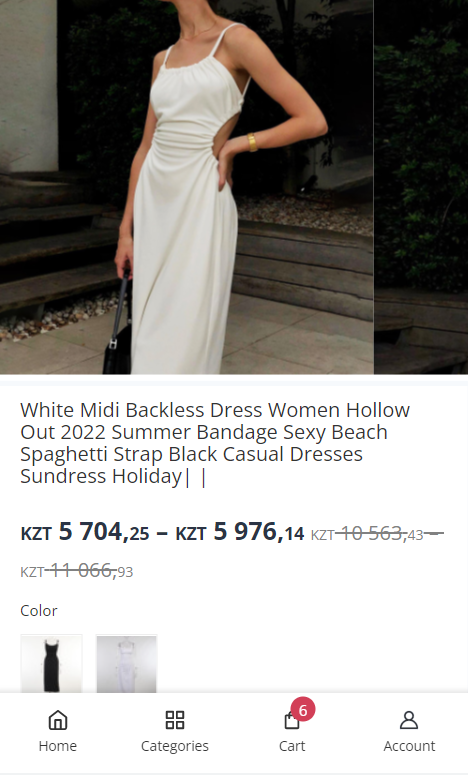 White Midi Backless Dress Women Hollow
Out 2022 Summer Bandage Sexy Beach
Spaghetti Strap Black Casual Dresses
Sundress Holiday| |
KZT 5 704,25 – KZT 5 976,14 KZT 10 563,43 –
KZT 11 066,93
Color
6
Home Categories Cart Account